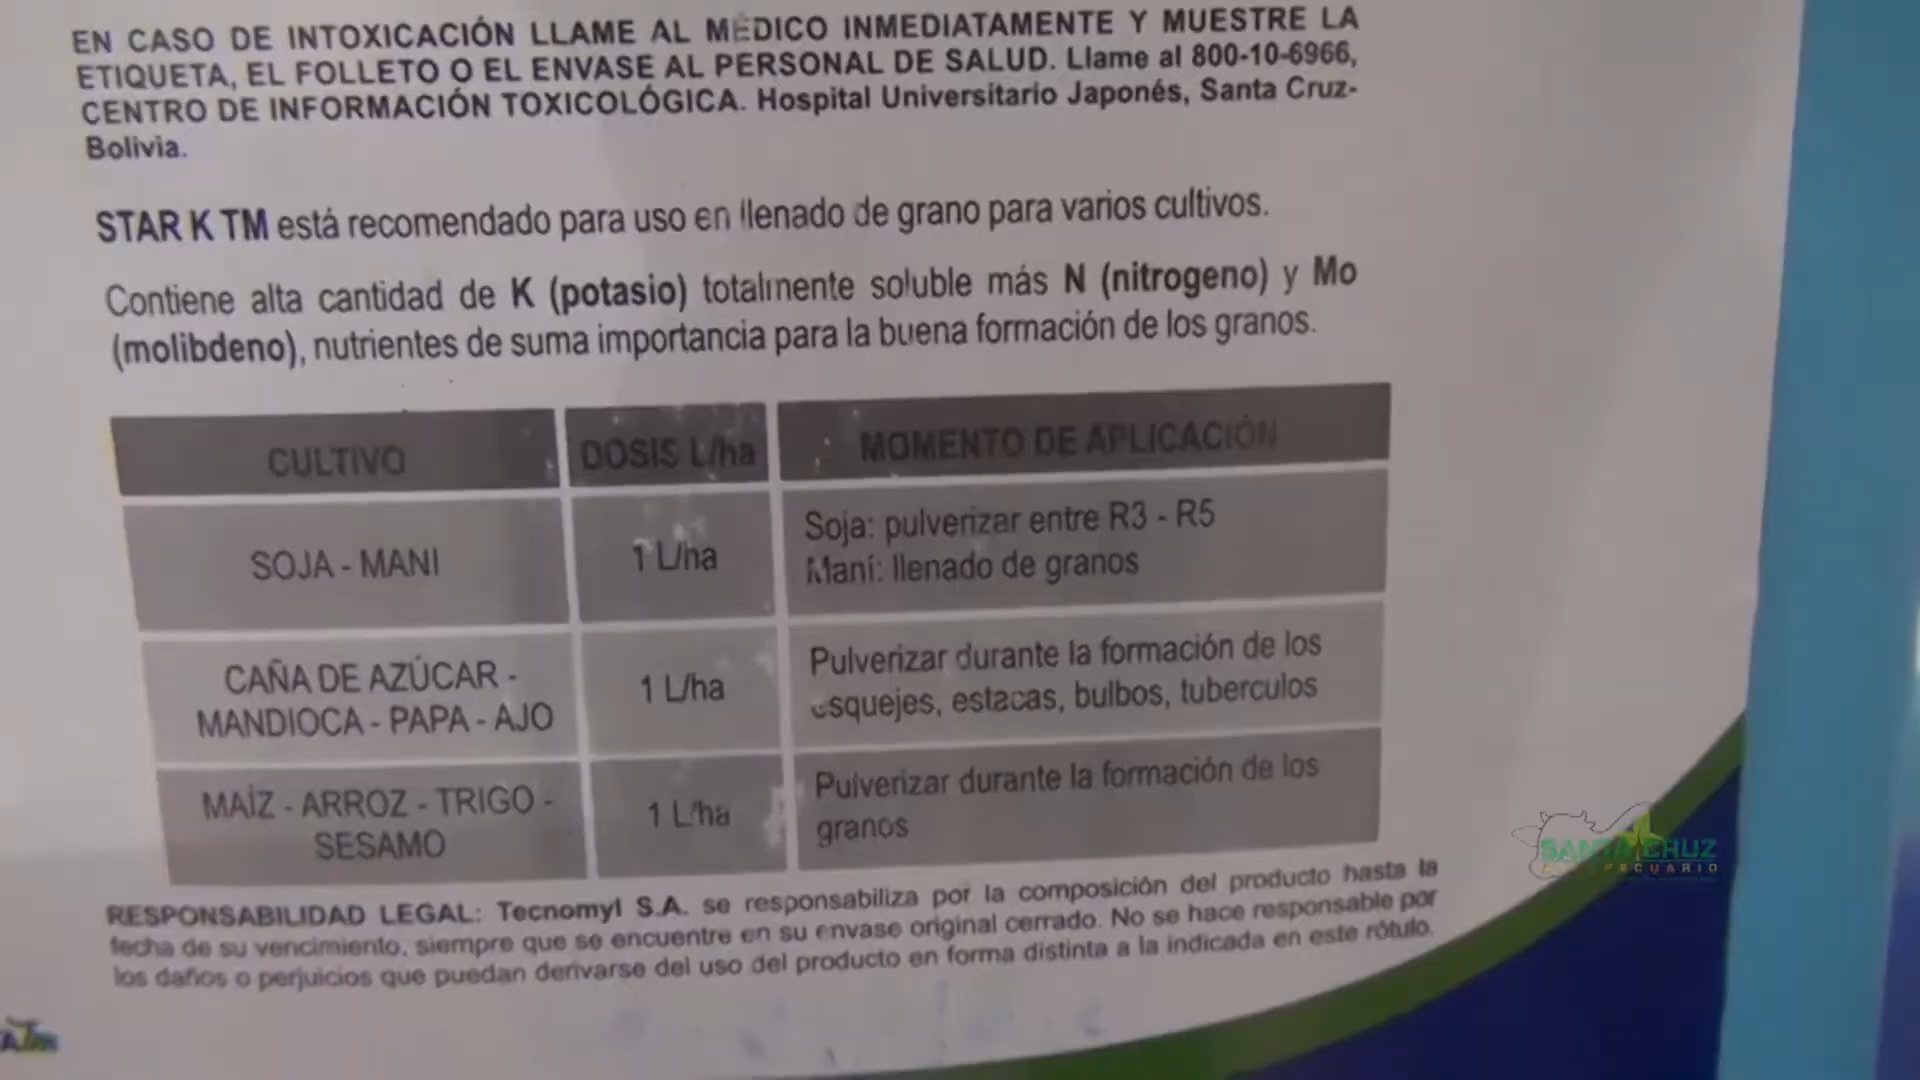 EN CASO DE INTOXICACIÓN LLAME AL MÉDICO INMEDIATAMENTE Y MUESTRE LA
ETIQUETA, EL FOLLETO O EL ENVASE AL PERSONAL DE SALUD. Llame al 800-10-6966,
CENTRO DE INFORMACIÓN TOXICOLÓGICA. Hospital Universitario Japonés, Santa Cruz-
Bolivia.
STAR K TM está recomendado para uso en llenado de grano para varios cultivos.
Contiene alta cantidad de K (potasio) totalmente soluble más N (nitrogeno) y Mo
(molibdeno), nutrientes de suma importancia para la buena formación de los granos.
CULTIVO DOSIS L/ha MOMENTO DE APLICACIÓN
SOJA - MANI 1 L/ha
Soja: pulverizar entre R3 - R5
Maní: llenado de granos
CAÑA DE AZÚCAR -
MANDIOCA - PAPA - AJO
1 L/ha
Pulverizar durante la formación de los
esquejes, estacas, bulbos, tuberculos
MAÍZ - ARROZ - TRIGO -
SESAMO
1 L/ha
Pulverizar durante la formación de los
granos
RESPONSABILIDAD LEGAL: Tecnomyl S.A. se responsabiliza por la composición del producto hasta la
fecha de su vencimiento, siempre que se encuentre en su envase original cerrado. No se hace responsable por
los daños o perjuicios que puedan derivarse del uso del producto en forma distinta a la indicada en este rótulo.
SANTA CRUZ